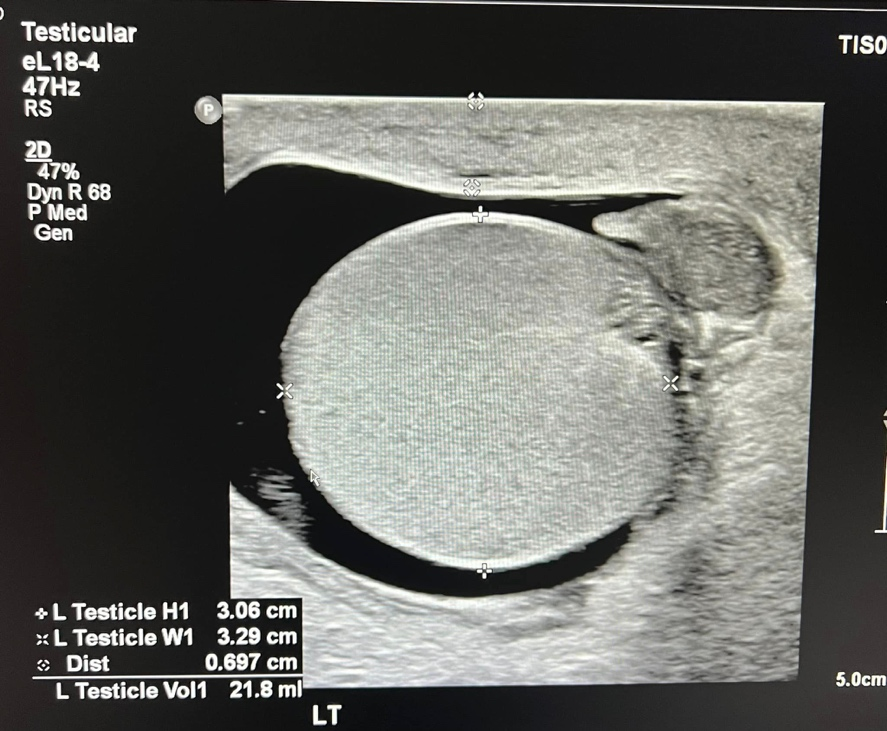 Testicular
eL18-4
47Hz
RS
2D
47%
Dyn R 68
P Med
Gen
TIS0
P
L Testicle H1 3.06 cm
L Testicle W1 3.29 cm
Dist 0.697 cm
L Testicle Vol1 21.8 ml
5.0cm
LT